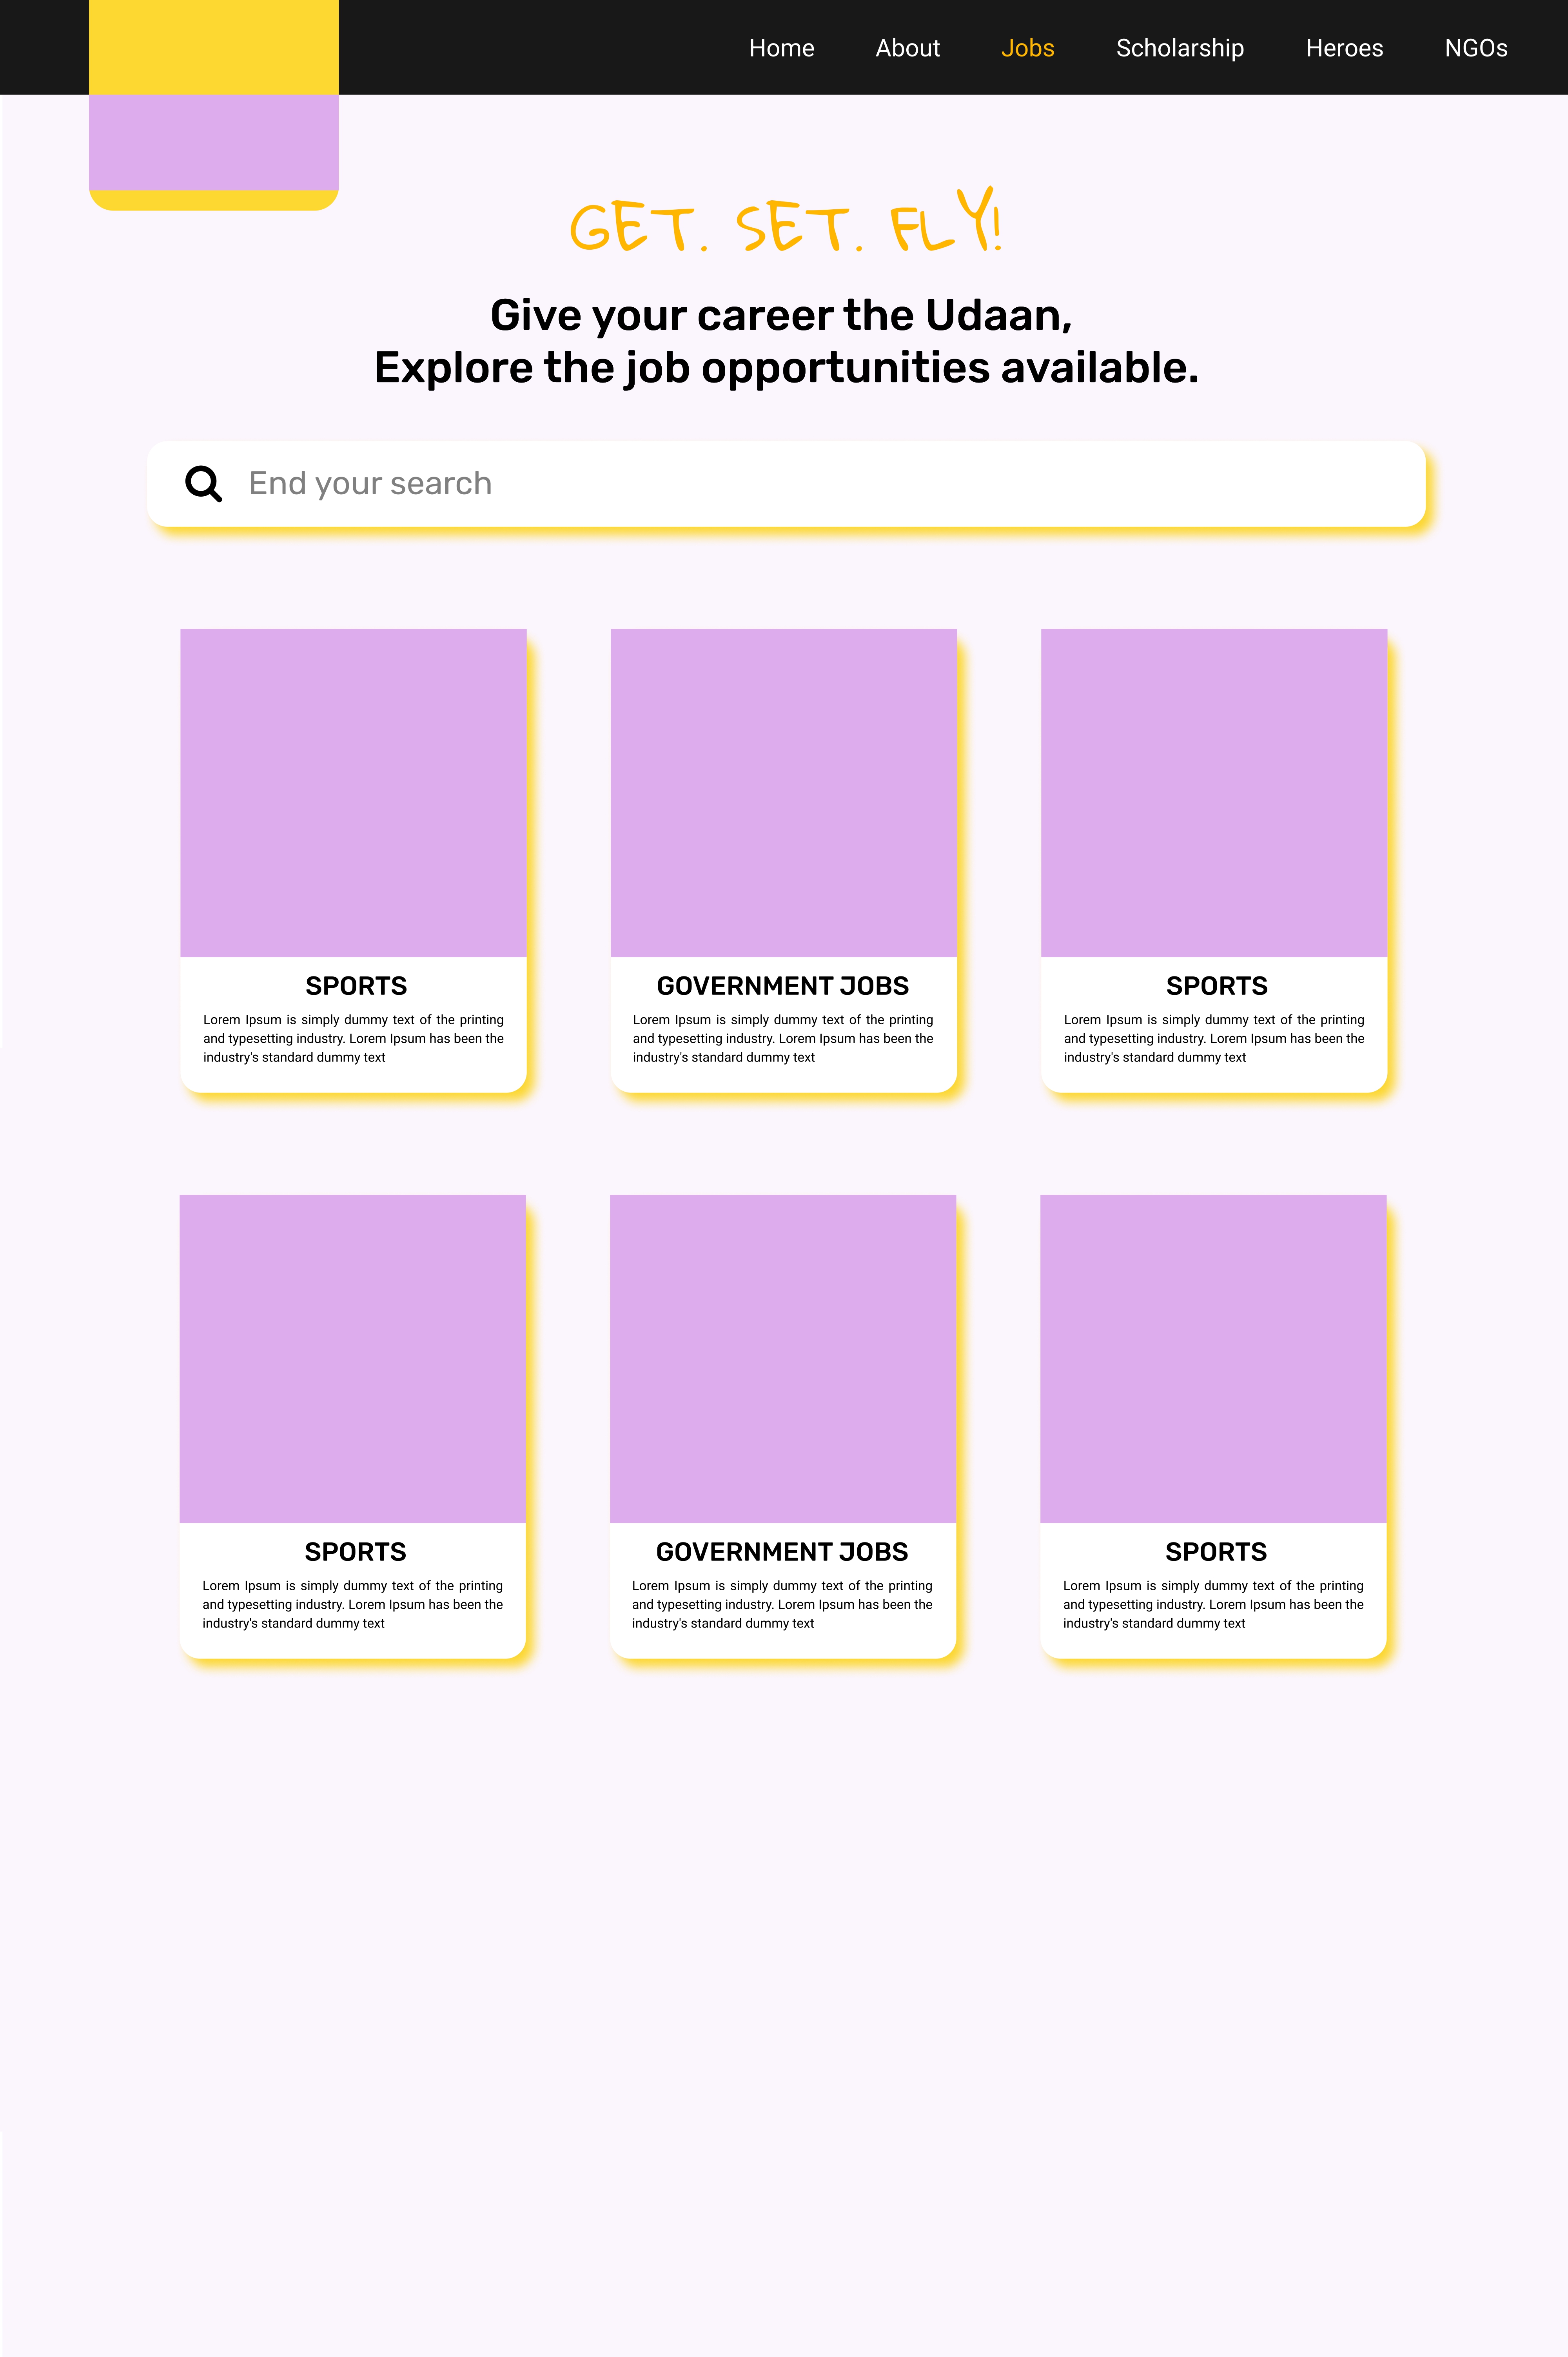 Home About Jobs Scholarship Heroes NGOs
GET. SET. FLY!
Give your career the Udaan,
Explore the job opportunities available.
End your search
SPORTS
Lorem Ipsum is simply dummy text of the printing
and typesetting industry. Lorem Ipsum has been the
industry's standard dummy text
GOVERNMENT JOBS
Lorem Ipsum is simply dummy text of the printing
and typesetting industry. Lorem Ipsum has been the
industry's standard dummy text
SPORTS
Lorem Ipsum is simply dummy text of the printing
and typesetting industry. Lorem Ipsum has been the
industry's standard dummy text
SPORTS
Lorem Ipsum is simply dummy text of the printing
and typesetting industry. Lorem Ipsum has been the
industry's standard dummy text
GOVERNMENT JOBS
Lorem Ipsum is simply dummy text of the printing
and typesetting industry. Lorem Ipsum has been the
industry's standard dummy text
SPORTS
Lorem Ipsum is simply dummy text of the printing
and typesetting industry. Lorem Ipsum has been the
industry's standard dummy text